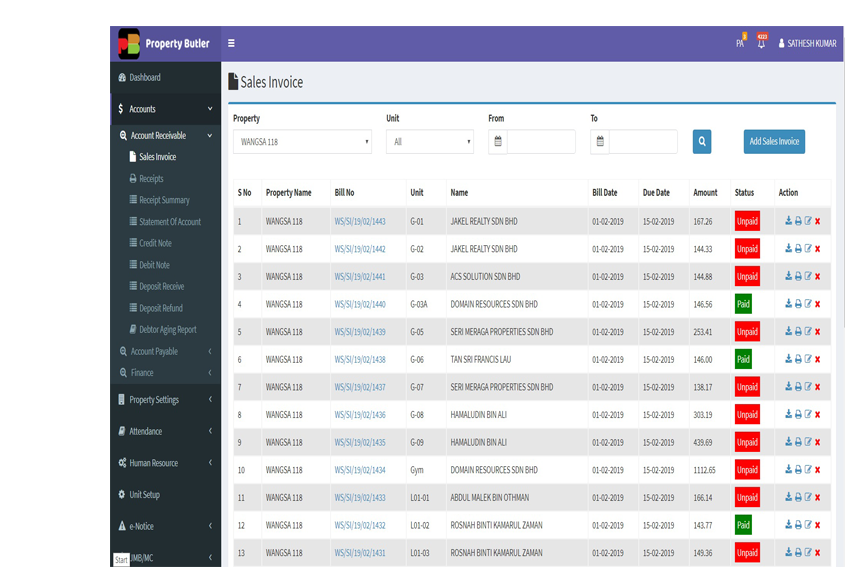 Property Butler
PA
4223
SATHESH KUMAR
Dashboard
Accounts
Account Receivable
Sales Invoice
Receipts
Receipt Summary
Statement Of Account
Credit Note
Debit Note
Deposit Receive
Deposit Refund
Debtor Aging Report
Account Payable
Finance
Property Settings
Attendance
Human Resource
Unit Setup
e-Notice
JMB/MC
Start
Sales Invoice
Property Unit From To
WANGSA 118 All Add Sales Invoice
S No Property Name Bill No Unit Name Bill Date Due Date Amount Status Action
1 WANGSA 118 WS/SI/19/02/1443 G-01 JAKEL REALTY SDN BHD 01-02-2019 15-02-2019 167.26 Unpaid
2 WANGSA 118 WS/SI/19/02/1442 G-02 JAKEL REALTY SDN BHD 01-02-2019 15-02-2019 144.33 Unpaid
3 WANGSA 118 WS/SI/19/02/1441 G-03 ACS SOLUTION SDN BHD 01-02-2019 15-02-2019 144.88 Unpaid
4 WANGSA 118 WS/SI/19/02/1440 G-03A DOMAIN RESOURCES SDN BHD 01-02-2019 15-02-2019 146.56 Paid
5 WANGSA 118 WS/SI/19/02/1439 G-05 SERI MERAGA PROPERTIES SDN BHD 01-02-2019 15-02-2019 253.41 Unpaid
6 WANGSA 118 WS/SI/19/02/1438 G-06 TAN SRI FRANCIS LAU 01-02-2019 15-02-2019 146.00 Paid
7 WANGSA 118 WS/SI/19/02/1437 G-07 SERI MERAGA PROPERTIES SDN BHD 01-02-2019 15-02-2019 138.17 Unpaid
8 WANGSA 118 WS/SI/19/02/1436 G-08 HAMALUDIN BIN ALI 01-02-2019 15-02-2019 303.19 Unpaid
9 WANGSA 118 WS/SI/19/02/1435 G-09 HAMALUDIN BIN ALI 01-02-2019 15-02-2019 439.69 Unpaid
10 WANGSA 118 WS/SI/19/02/1434 Gym DOMAIN RESOURCES SDN BHD 01-02-2019 15-02-2019 1112.65 Unpaid
11 WANGSA 118 WS/SI/19/02/1433 L01-01 ABDUL MALEK BIN OTHMAN 01-02-2019 15-02-2019 166.14 Unpaid
12 WANGSA 118 WS/SI/19/02/1432 L01-02 ROSNAH BINTI KAMARUL ZAMAN 01-02-2019 15-02-2019 143.77 Paid
13 WANGSA 118 WS/SI/19/02/1431 L01-03 ROSNAH BINTI KAMARUL ZAMAN 01-02-2019 15-02-2019 149.36 Unpaid